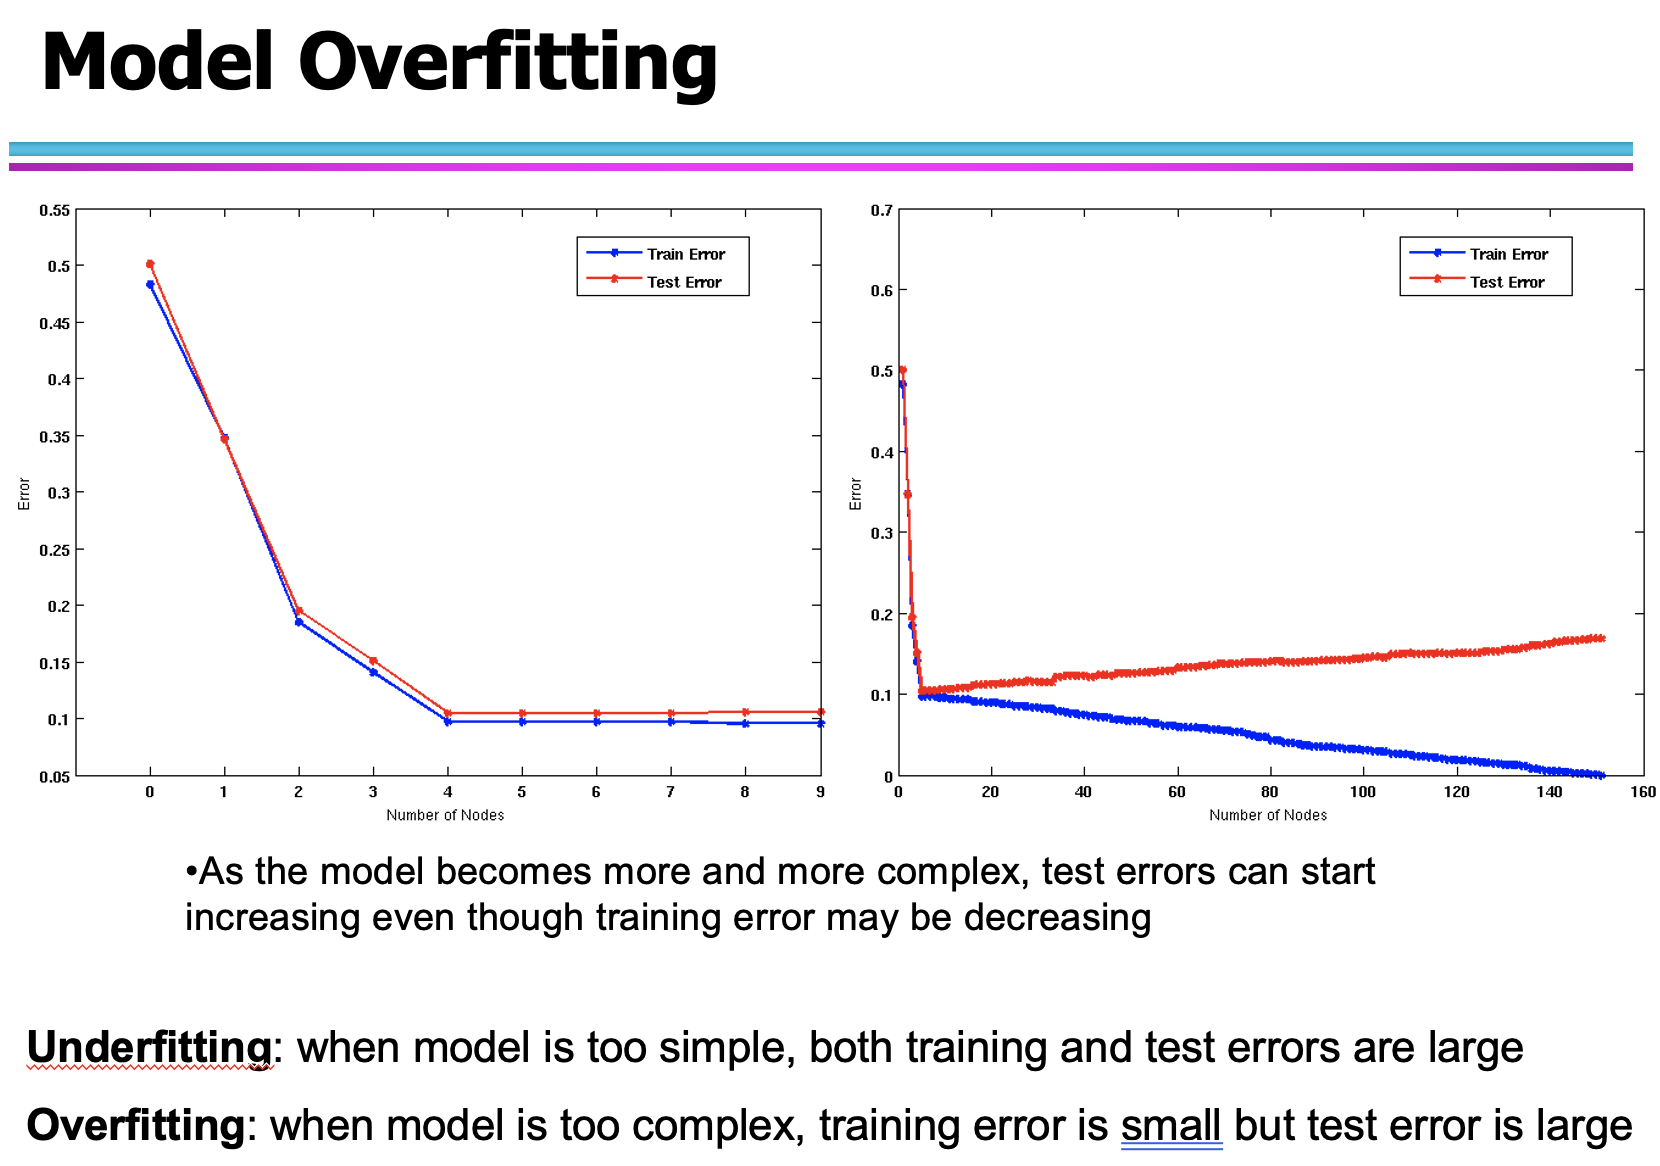 Model Overfitting
0.55
0.5
0.45
0.4
0.35
0.3
0.25
0.2
0.15
0.1
0.05
Error
Train Error
Test Error
0 1 2 3 4 5 6 7 8 9
Number of Nodes
0.7
0.6
0.5
0.4
0.3
0.2
0.1
0
Error
Train Error
Test Error
0 20 40 60 80 100 120 140 160
Number of Nodes
•As the model becomes more and more complex, test errors can start
increasing even though training error may be decreasing
Underfitting: when model is too simple, both training and test errors are large
Overfitting: when model is too complex, training error is small but test error is large